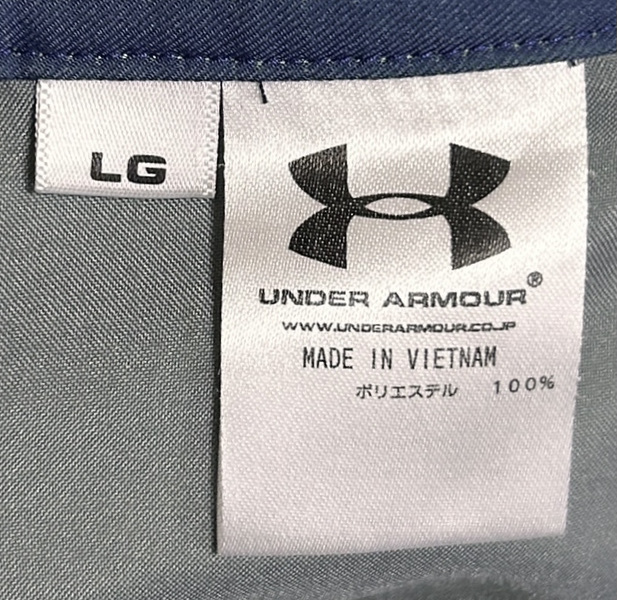 LG
UNDER ARMOUR®
WWW.UNDERARMOUR.CO.JP
MADE IN VIETNAM
ポリエステル 100%